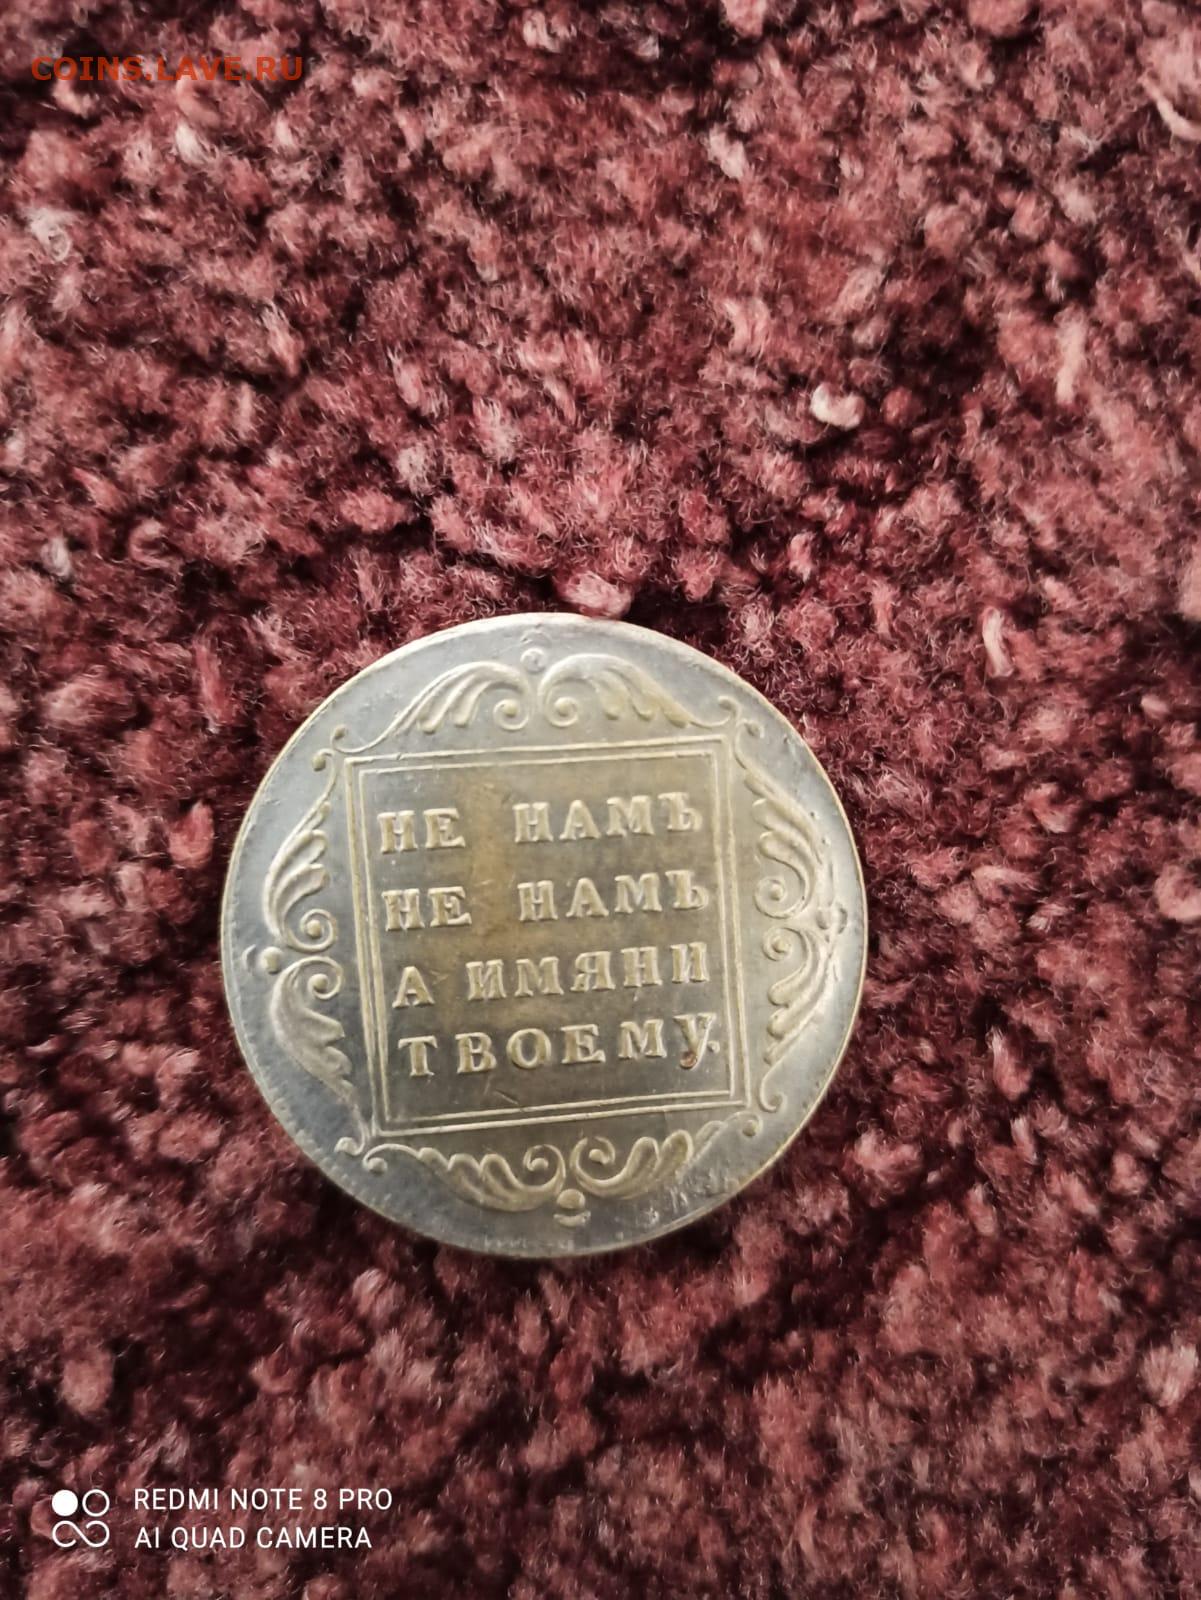 COINS.LAVE.RU
НЕ НАМЪ
НЕ НАМЪ
А ИМЯНИ
ТВОЕМУ.
REDMI NOTE 8 PRO
AI QUAD CAMERA